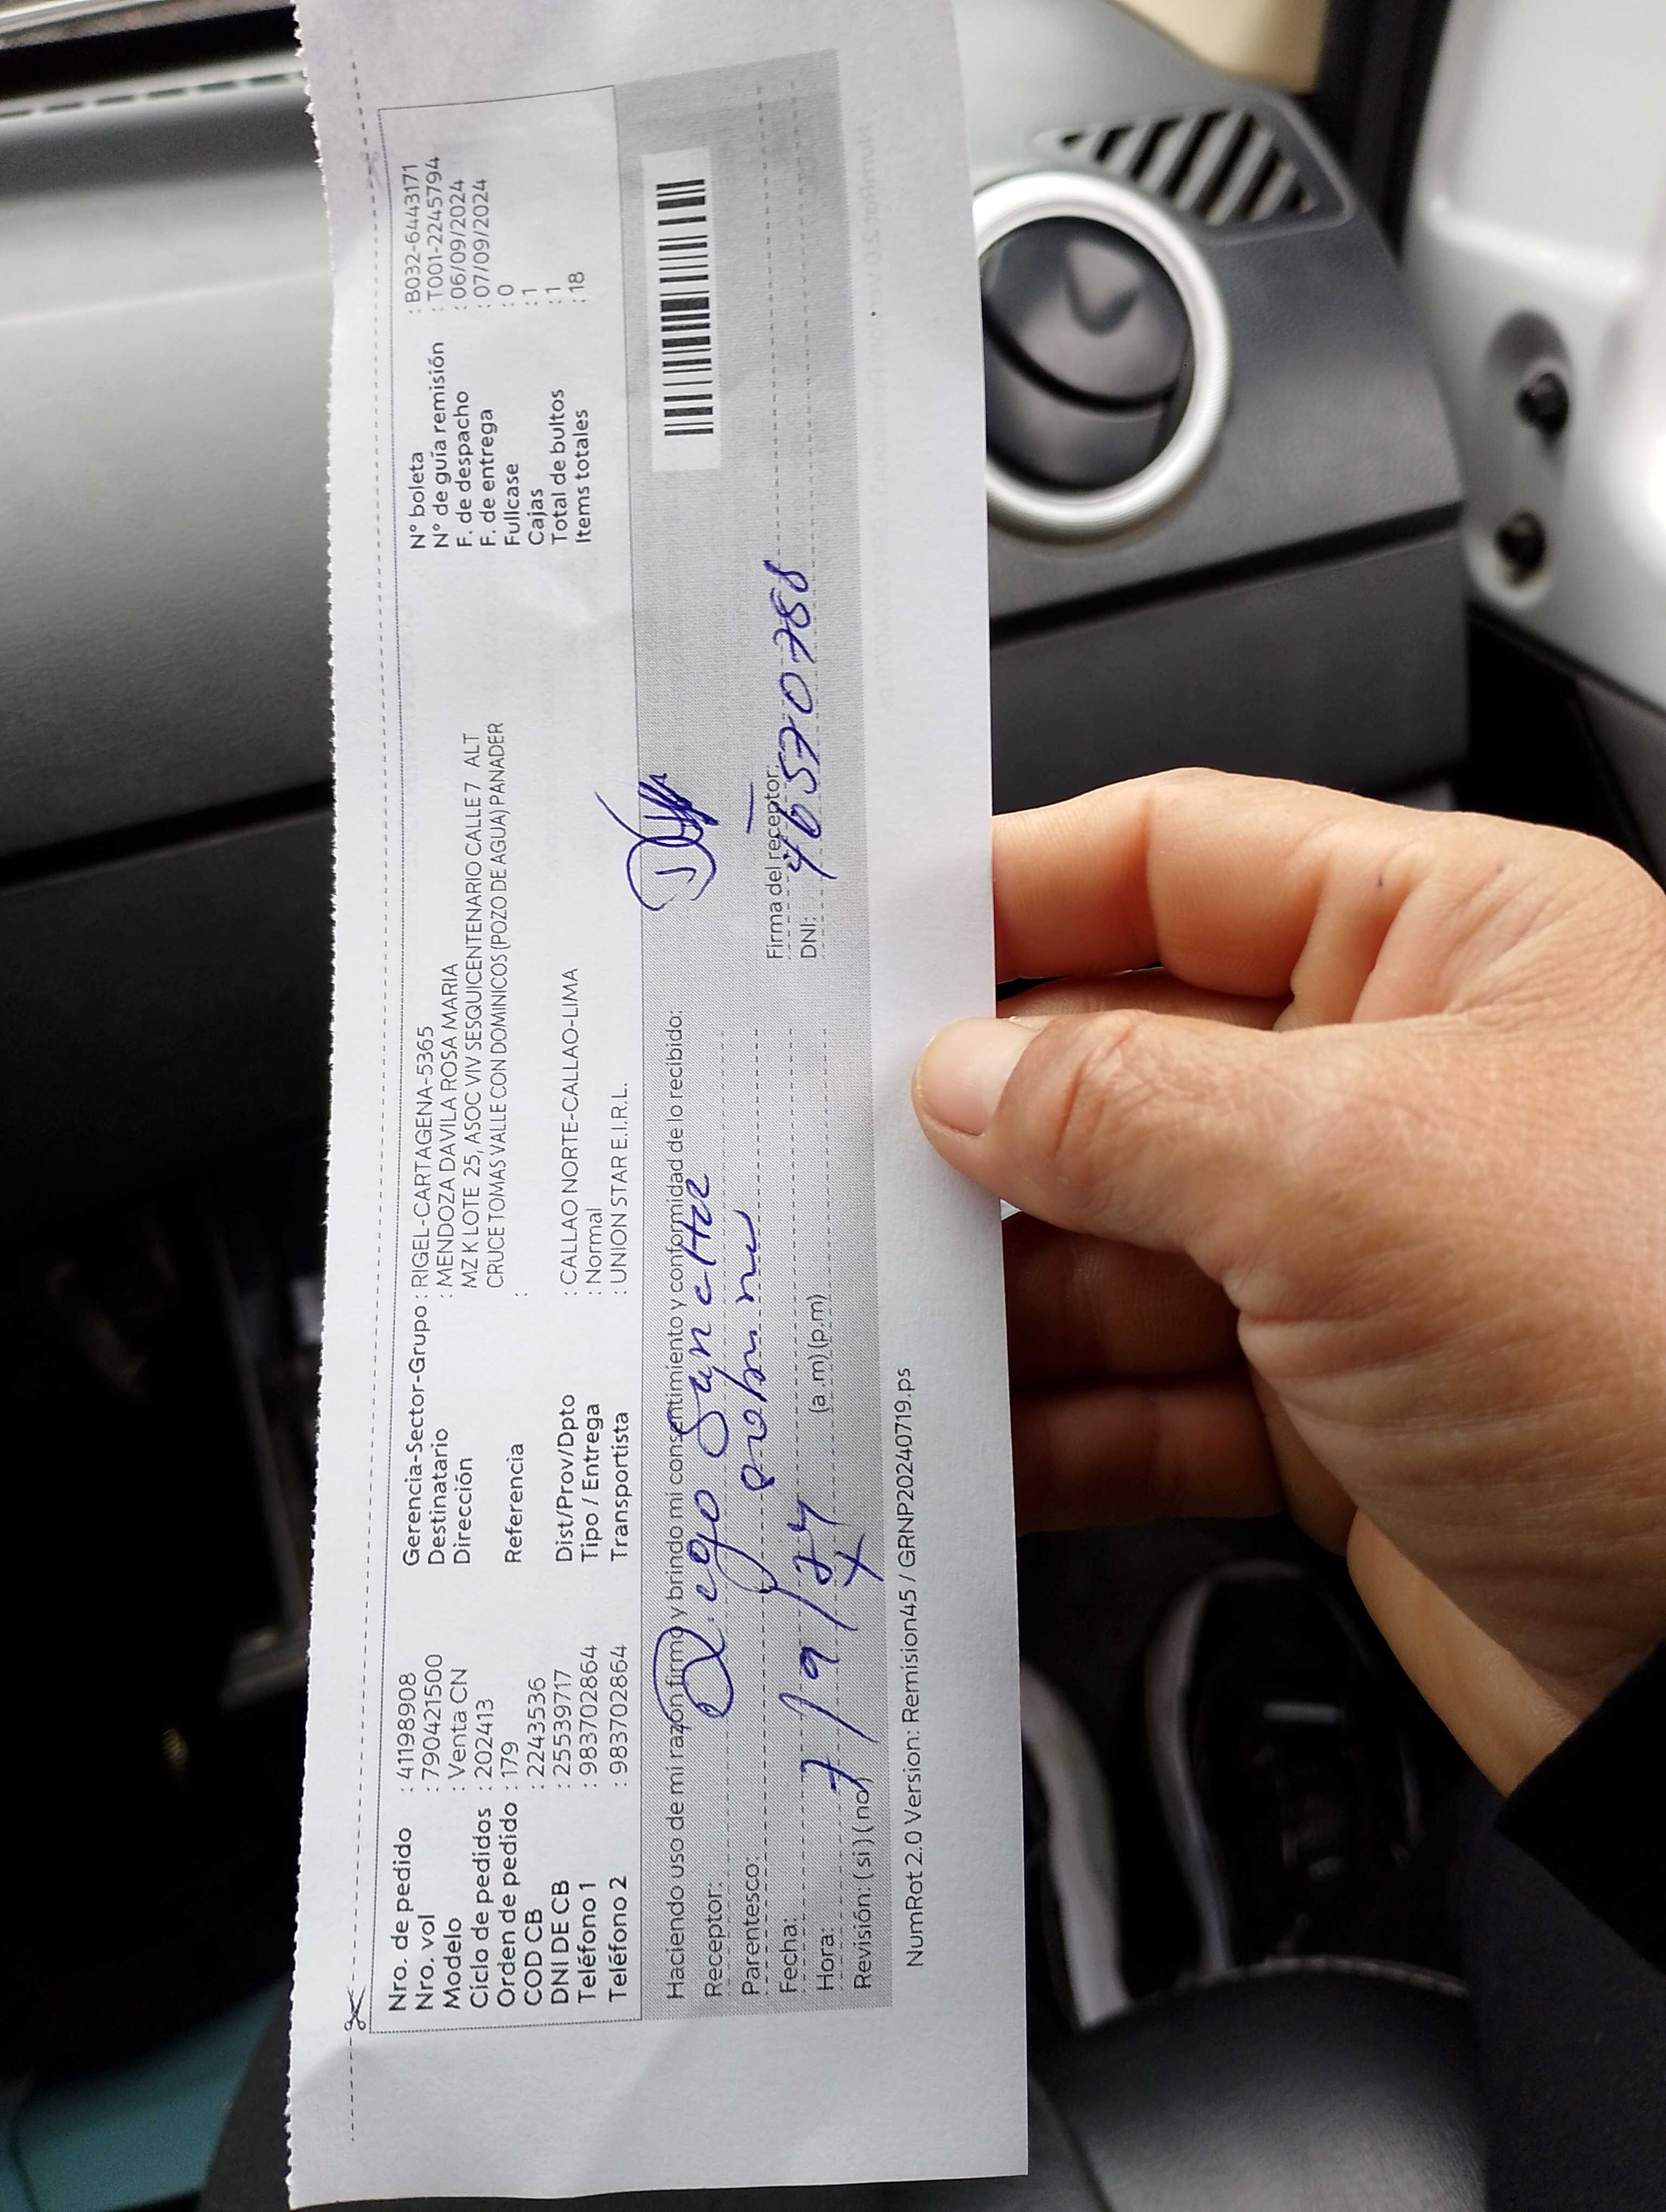 Nro. de pedido : 41198908
Nro. vol : 790421500
Modelo : Venta CN
Ciclo de pedidos : 202413
Orden de pedido : 179
COD CB : 2243536
DNI DE CB : 25539717
Teléfono 1 : 983702864
Teléfono 2 : 983702864
Gerencia-Sector-Grupo : RIGEL-CARTAGENA-5365
Destinatario : MENDOZA DAVILA ROSA MARIA
Dirección MZ K LOTE 25, ASOC VIV SESQUICENTENARIO CALLE 7 ALT
CRUCE TOMAS VALLE CON DOMINICOS (POZO DE AGUA) PANADER
Referencia :
Dist/Prov/Dpto : CALLAO NORTE-CALLAO-LIMA
Tipo / Entrega : Normal
Transportista : UNION STAR E.I.R.L.
N° boleta : B032-6443171
N° de guía remisión : T001-2245794
F. de despacho : 06/09/2024
F. de entrega : 07/09/2024
Fullcase : 0
Cajas : 1
Total de bultos : 1
Items totales : 18
Haciendo uso de mi razón firmo y brindo mi consentimiento y conformidad de lo recibido:
Receptor: Diego Sanchez
Parentesco:
Fecha: 7/9/24
Hora: (a.m)(p.m)
Revisión: ( si ) ( no)
Firma del receptor:
DNI: 46570788
NumRot 2.0 Version: Remision45 / GRNP20240719.ps